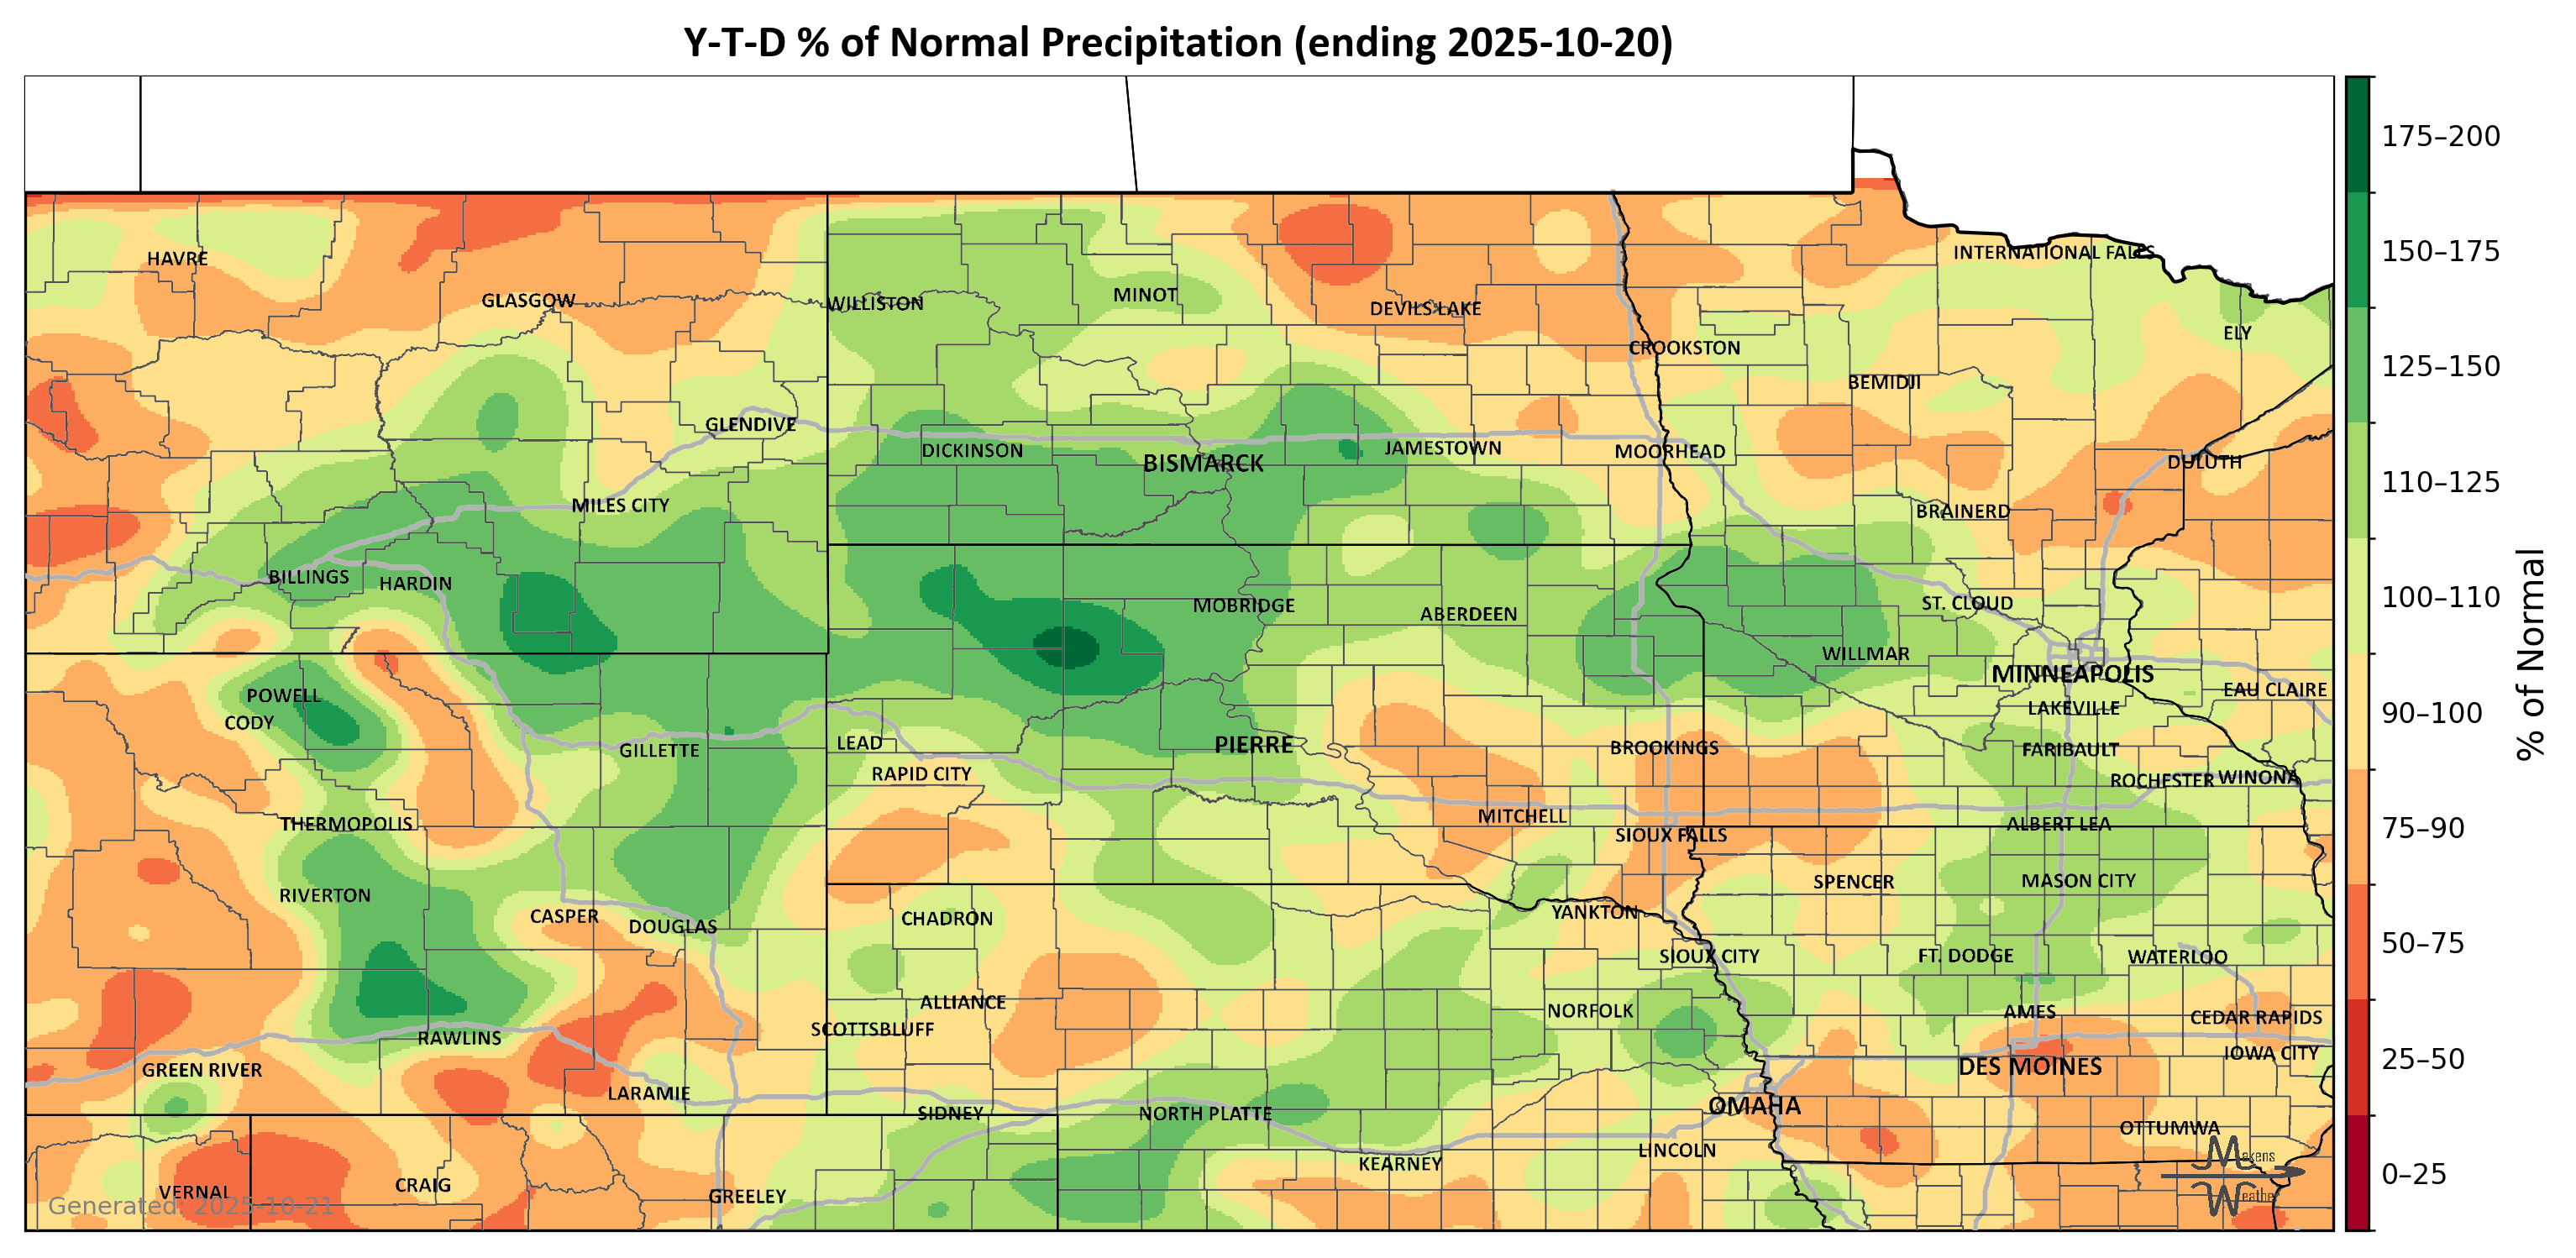 Y-T-D % of Normal Precipitation (ending 2025-10-20)
175–200
HAVRE
INTERNATIONAL FALLS
150–175
GLASGOW
WILLISTON
MINOT
DEVILS LAKE
ELY
CROOKSTON
125–150
BEMIDJI
GLENDIVE
DICKINSON
BISMARCK
JAMESTOWN
MOORHEAD
DULUTH
110–125
MILES CITY
BRAINERD
BILLINGS
HARDIN
MOBRIDGE
ABERDEEN
ST. CLOUD
100–110
WILLMAR
MINNEAPOLIS
POWELL
EAU CLAIRE
CODY
LAKEVILLE
90–100
% of Normal
GILLETTE
LEAD
PIERRE
BROOKINGS
FARIBAULT
RAPID CITY
ROCHESTER
WINONA
THERMOPOLIS
MITCHELL
SIOUX FALLS
ALBERT LEA
75–90
RIVERTON
SPENCER
MASON CITY
CASPER
DOUGLAS
CHADRON
YANKTON
50–75
SIOUX CITY
FT. DODGE
WATERLOO
ALLIANCE
NORFOLK
AMES
SCOTTSBLUFF
CEDAR RAPIDS
RAWLINS
IOWA CITY
25–50
GREEN RIVER
DES MOINES
LARAMIE
SIDNEY
NORTH PLATTE
OMAHA
OTTUMWA
LINCOLN
KEARNEY
Makens
Weather
0–25
VERNAL
CRAIG
GREELEY
Generated: 2025-10-21